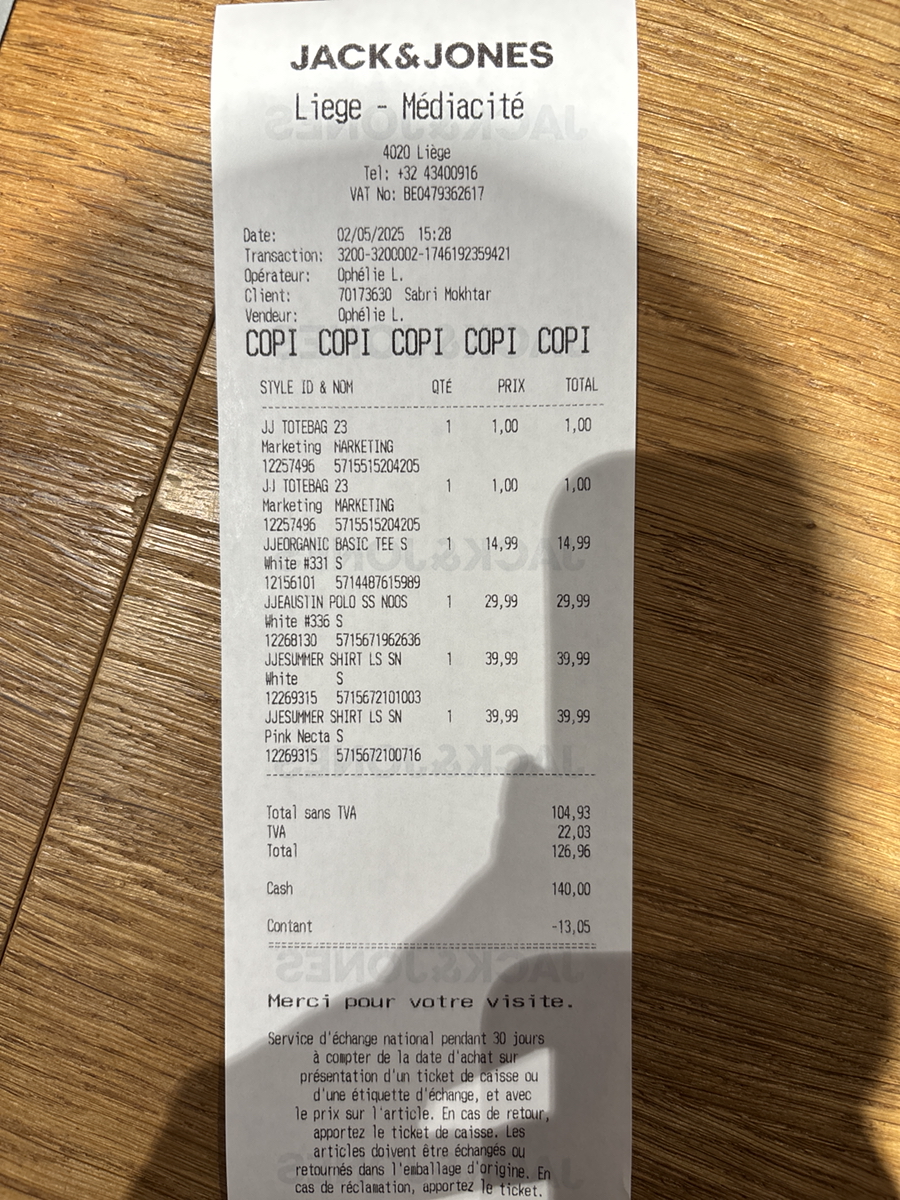 JACK&JONES
Liege - Médiacité
4020 Liège
Tel: +32 43400916
VAT No: BE0479362617
Date: 02/05/2025 15:28
Transaction: 3200-3200002-1746192359421
Opérateur: Ophélie L.
Client: 70173630 Sabri Mokhtar
Vendeur: Ophélie L.
COPI COPI COPI COPI COPI
STYLE ID & NOM QTÉ PRIX TOTAL
JJ TOTEBAG 23 1 1,00 1,00
Marketing MARKETING
12257496 5715515204205
JJ TOTEBAG 23 1 1,00 1,00
Marketing MARKETING
12257496 5715515204205
JJEORGANIC BASIC TEE S 1 14,99 14,99
White #331 S
12156101 5714487615989
JJEAUSTIN POLO SS NOOS 1 29,99 29,99
White #336 S
12268130 5715671962636
JJESUMMER SHIRT LS SN 1 39,99 39,99
White S
12269315 5715672101003
JJESUMMER SHIRT LS SN 1 39,99 39,99
Pink Necta S
12269315 5715672100716
Total sans TVA 104,93
TVA 22,03
Total 126,96
Cash 140,00
Contant -13,05
Merci pour votre visite.
Service d'échange national pendant 30 jours
à compter de la date d'achat sur
présentation d'un ticket de caisse ou
d'une étiquette d'échange, et avec
le prix sur l'article. En cas de retour,
apportez le ticket de caisse. Les
articles doivent être échangés ou
retournés dans l'emballage d'origine. En
cas de réclamation, apportez le ticket.